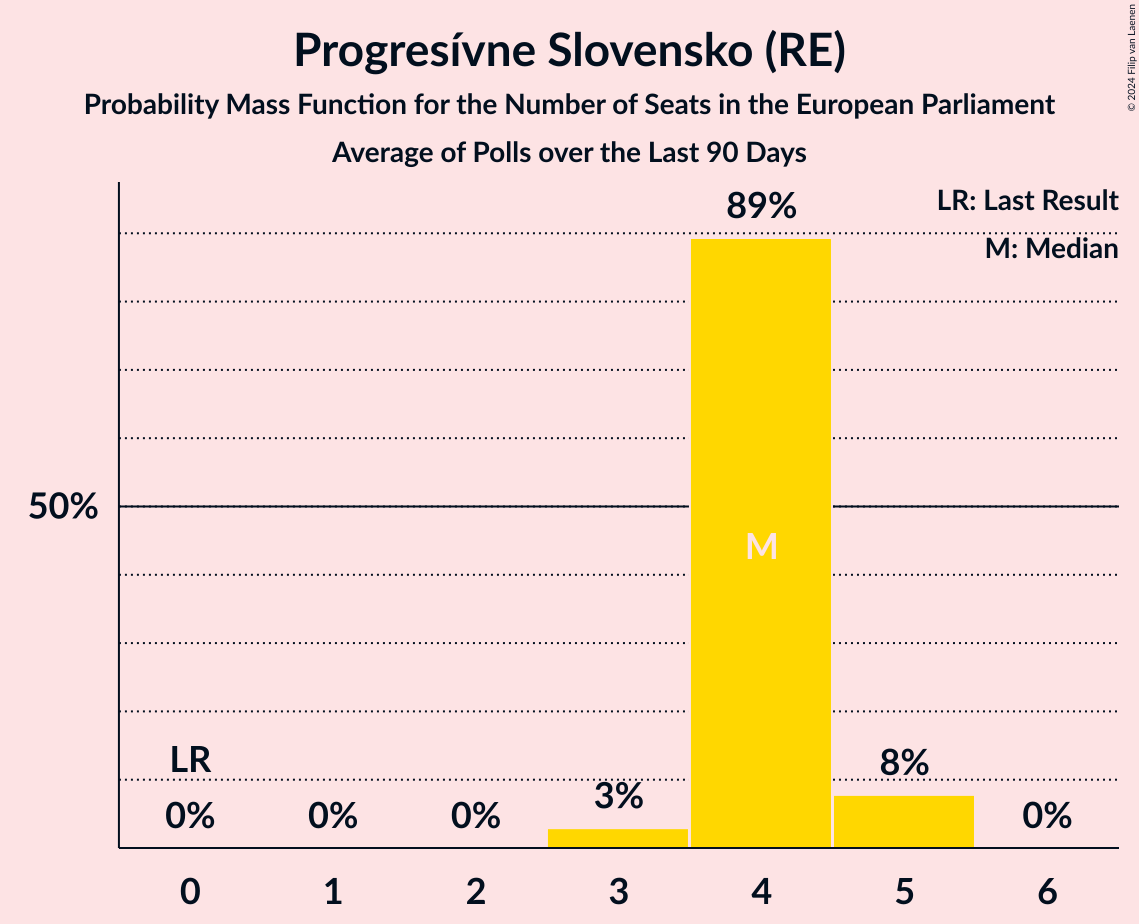 Progresívne Slovensko (RE)
Probability Mass Function for the Number of Seats in the European Parliament
Average of Polls over the Last 90 Days
© 2024 Filip van Laenen
LR: Last Result
M: Median
89%
50%
M
LR
0%
0%
0%
3%
8%
0%
0
1
2
3
4
5
6